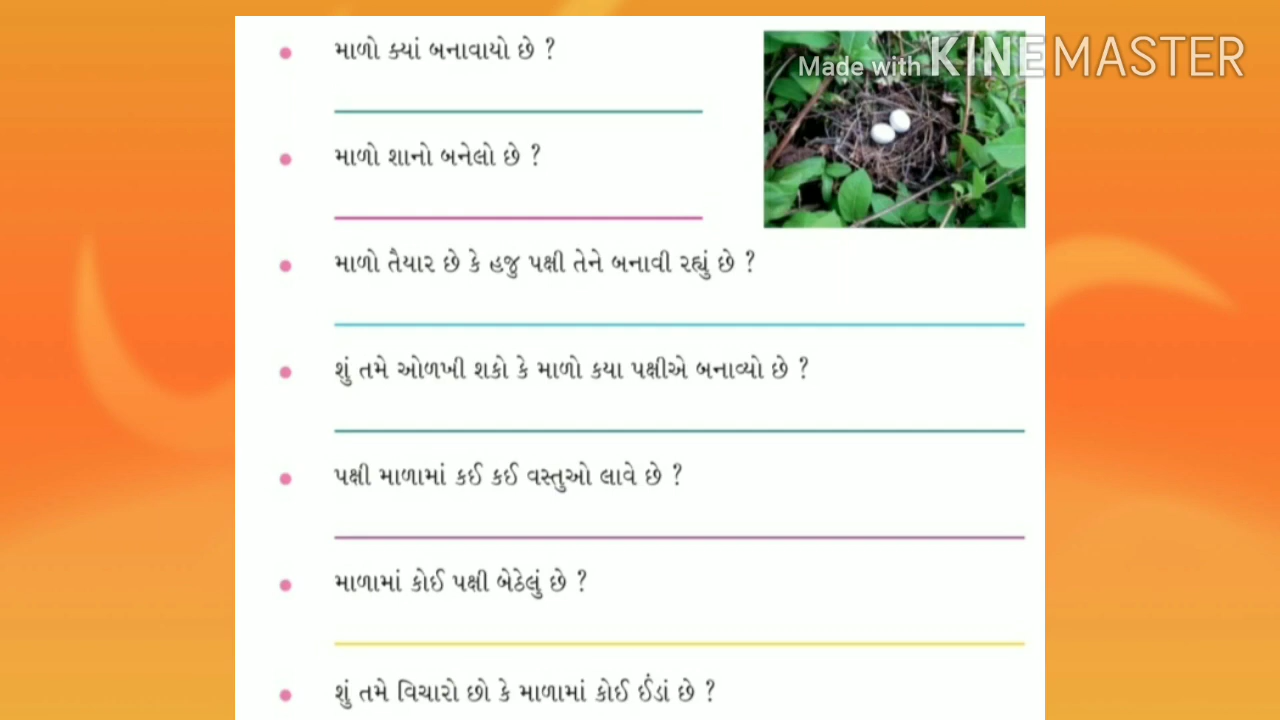 માળો ક્યાં બનાવાયો છે ?
Made with KINEMASTER
માળો શાનો બનેલો છે ?
માળો તૈયાર છે કે હજુ પક્ષી તેને બનાવી રહ્યું છે ?
શું તમે ઓળખી શકો કે માળો કયા પક્ષીએ બનાવ્યો છે ?
પક્ષી માળામાં કઈ કઈ વસ્તુઓ લાવે છે ?
માળામાં કોઈ પક્ષી બેઠેલું છે ?
શું તમે વિચારો છો કે માળામાં કોઈ ઈંડાં છે ?